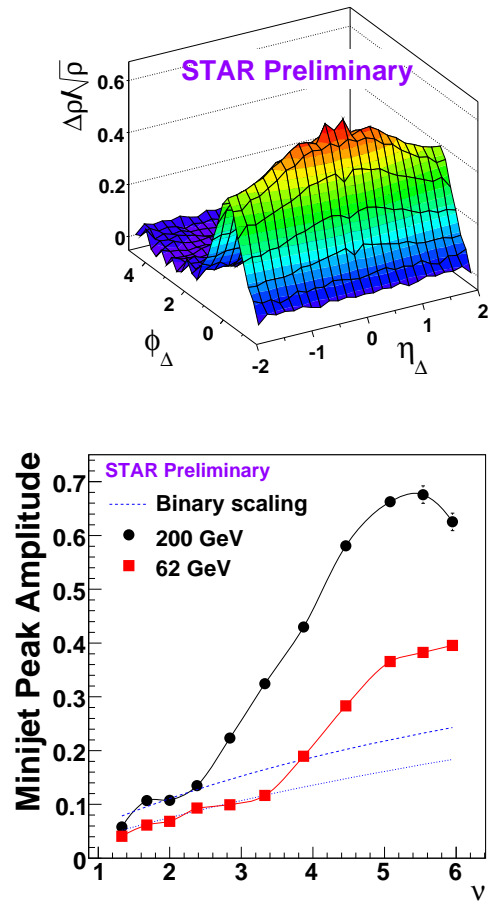 STAR Preliminary
Δρ/√ρ
0.6
0.4
0.2
0
4
2
0
ϕΔ
-2
-1
0
1
2
ηΔ
STAR Preliminary
Binary scaling
200 GeV
62 GeV
Minijet Peak Amplitude
0.7
0.6
0.5
0.4
0.3
0.2
0.1
0
1 2 3 4 5 6
ν